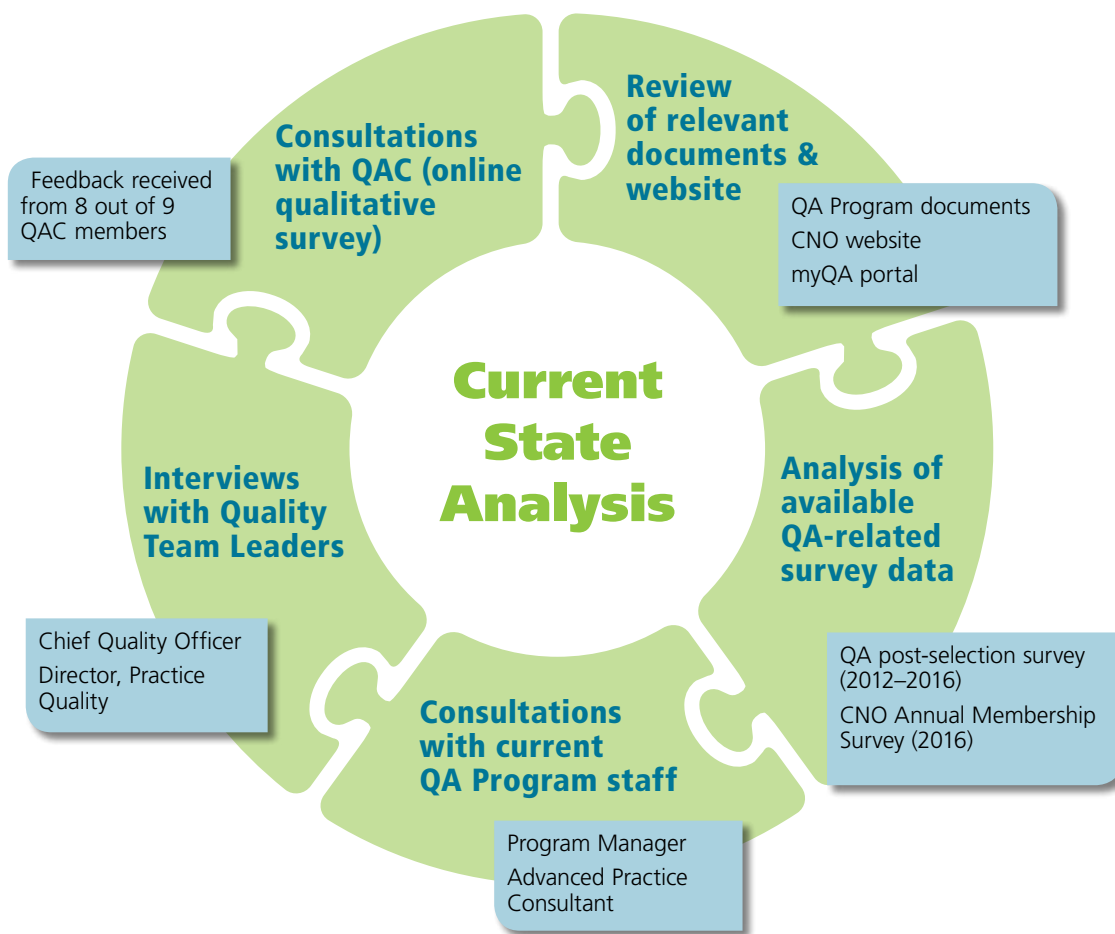 Review
of relevant
documents &
website
QA Program documents
CNO website
myQA portal
Analysis of
available
QA-related
survey data
QA post-selection survey
(2012–2016)
CNO Annual Membership
Survey (2016)
Consultations
with current
QA Program staff
Program Manager
Advanced Practice
Consultant
Interviews
with Quality
Team Leaders
Chief Quality Officer
Director, Practice
Quality
Consultations
with QAC (online
qualitative
survey)
Feedback received
from 8 out of 9
QAC members
Current
State
Analysis